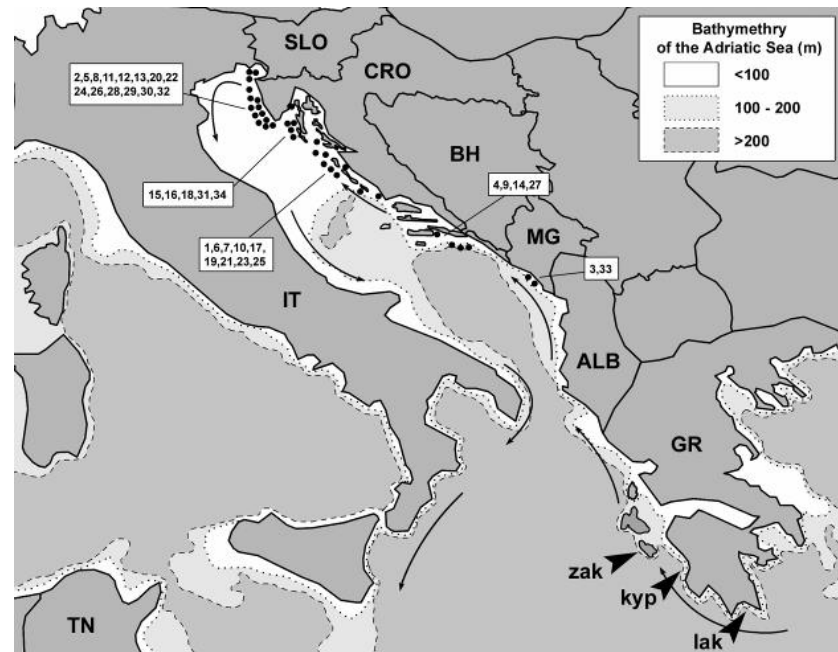 Bathymethry
of the Adriatic Sea (m)
<100
100 - 200
>200
SLO
CRO
2,5,8,11,12,13,20,22
24,26,28,29,30,32
BH
4,9,14,27
15,16,18,31,34
1,6,7,10,17,
19,21,23,25
MG
3,33
IT
ALB
GR
zak
kyp
lak
TN